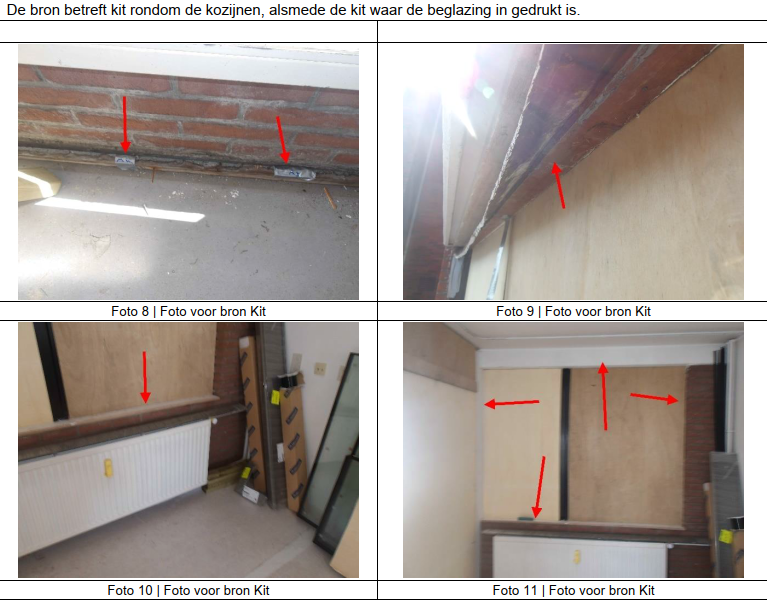 De bron betreft kit rondom de kozijnen, alsmede de kit waar de beglazing in gedrukt is.
Foto 8 | Foto voor bron Kit
Foto 9 | Foto voor bron Kit
Foto 10 | Foto voor bron Kit
Foto 11 | Foto voor bron Kit